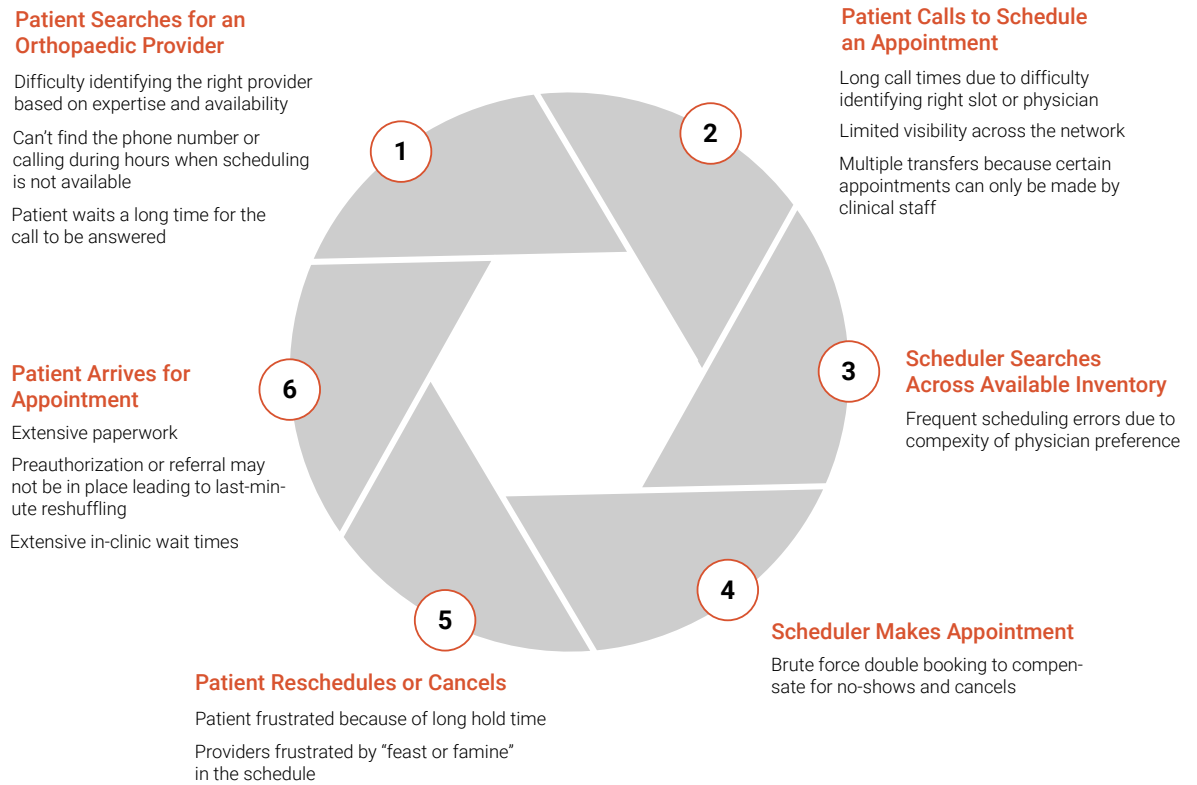 Patient Searches for an
Orthopaedic Provider
Difficulty identifying the right provider
based on expertise and availability
Can’t find the phone number or
calling during hours when scheduling
is not available
Patient waits a long time for the
call to be answered
1
2
Patient Calls to Schedule
an Appointment
Long call times due to difficulty
identifying right slot or physician
Limited visibility across the network
Multiple transfers because certain
appointments can only be made by
clinical staff
3
Scheduler Searches
Across Available Inventory
Frequent scheduling errors due to
compexity of physician preference
4
Scheduler Makes Appointment
Brute force double booking to compen-
sate for no-shows and cancels
5
Patient Reschedules or Cancels
Patient frustrated because of long hold time
Providers frustrated by “feast or famine”
in the schedule
6
Patient Arrives for
Appointment
Extensive paperwork
Preauthorization or referral may
not be in place leading to last-min-
ute reshuffling
Extensive in-clinic wait times